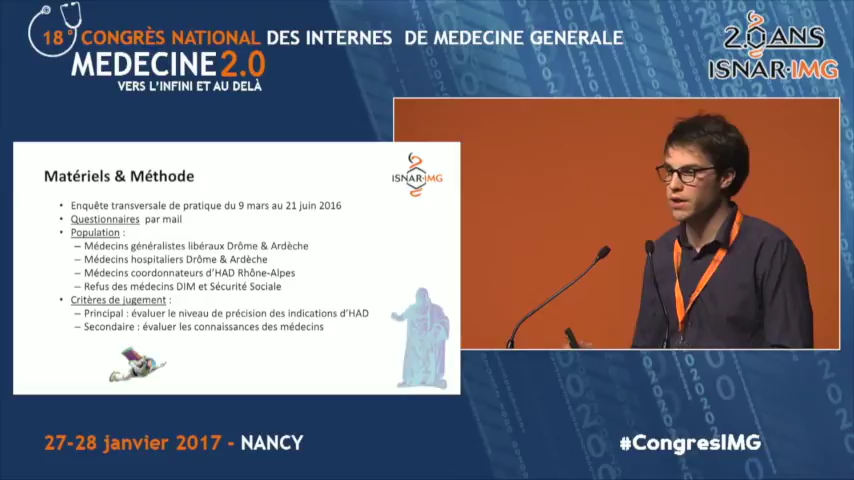 18° CONGRÈS NATIONAL DES INTERNES DE MEDECINE GENERALE
MEDECINE 2.0
VERS L'INFINI ET AU DELÀ
20 ANS
ISNAR-IMG
Matériels & Méthode
ISNAR-IMG
• Enquête transversale de pratique du 9 mars au 21 juin 2016
• Questionnaires par mail
• Population :
– Médecins généralistes libéraux Drôme & Ardèche
– Médecins hospitaliers Drôme & Ardèche
– Médecins coordonnateurs d'HAD Rhône-Alpes
– Refus des médecins DIM et Sécurité Sociale
• Critères de jugement :
– Principal : évaluer le niveau de précision des indications d'HAD
– Secondaire : évaluer les connaissances des médecins
27-28 janvier 2017 - NANCY
#CongresIMG